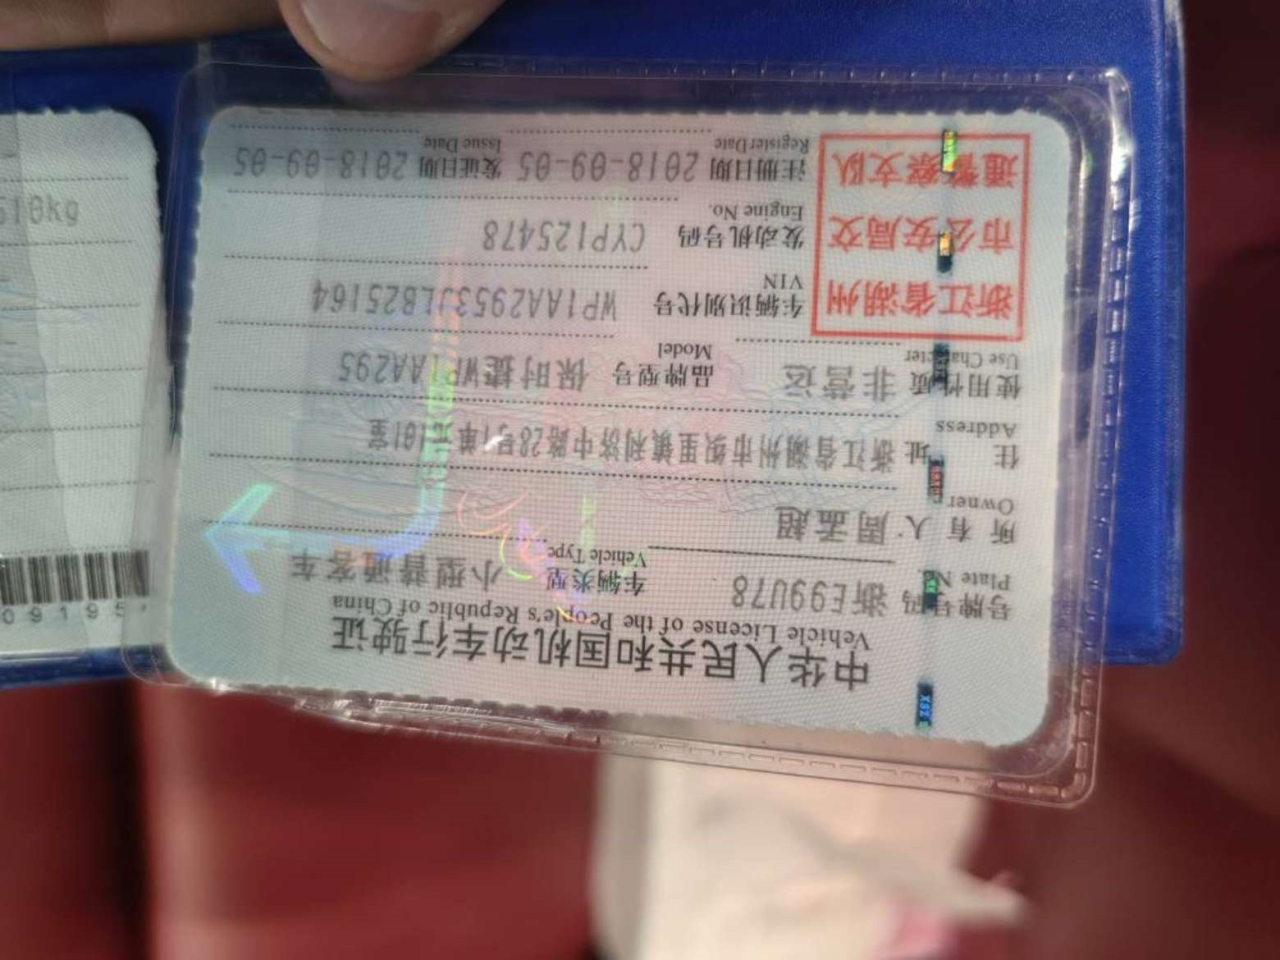 中华人民共和国机动车行驶证
Vehicle License of the People's Republic of China
号牌号码 浙E99U78 车辆类型 小型普通客车
Plate No. Vehicle Type
所有人 周孟超
Owner
住址 浙江省湖州市织里镇利济中路28号1单元101室
Address
使用性质 非营运 品牌型号 保时捷WP1AA295
Use Character Model
浙江省湖州
市公安局交
通警察支队
车辆识别代号 WP1AA2953JLB25164
VIN
发动机号码 CYP125478
Engine No.
注册日期 2018-09-05 发证日期 2018-09-05
Register Date Issue Date
510kg